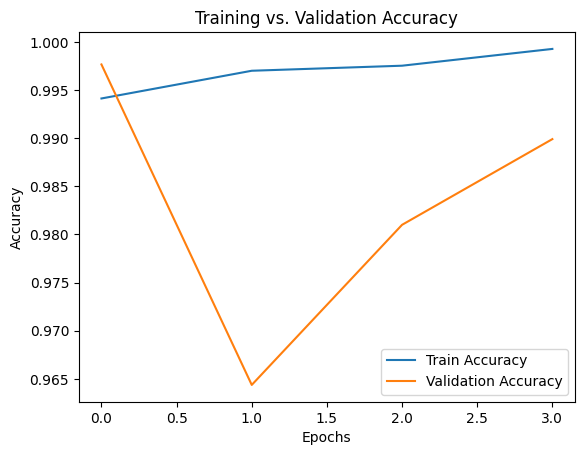 Training vs. Validation Accuracy
1.000
0.995
0.990
0.985
0.980
0.975
0.970
0.965
Accuracy
Train Accuracy
Validation Accuracy
0.0 0.5 1.0 1.5 2.0 2.5 3.0
Epochs